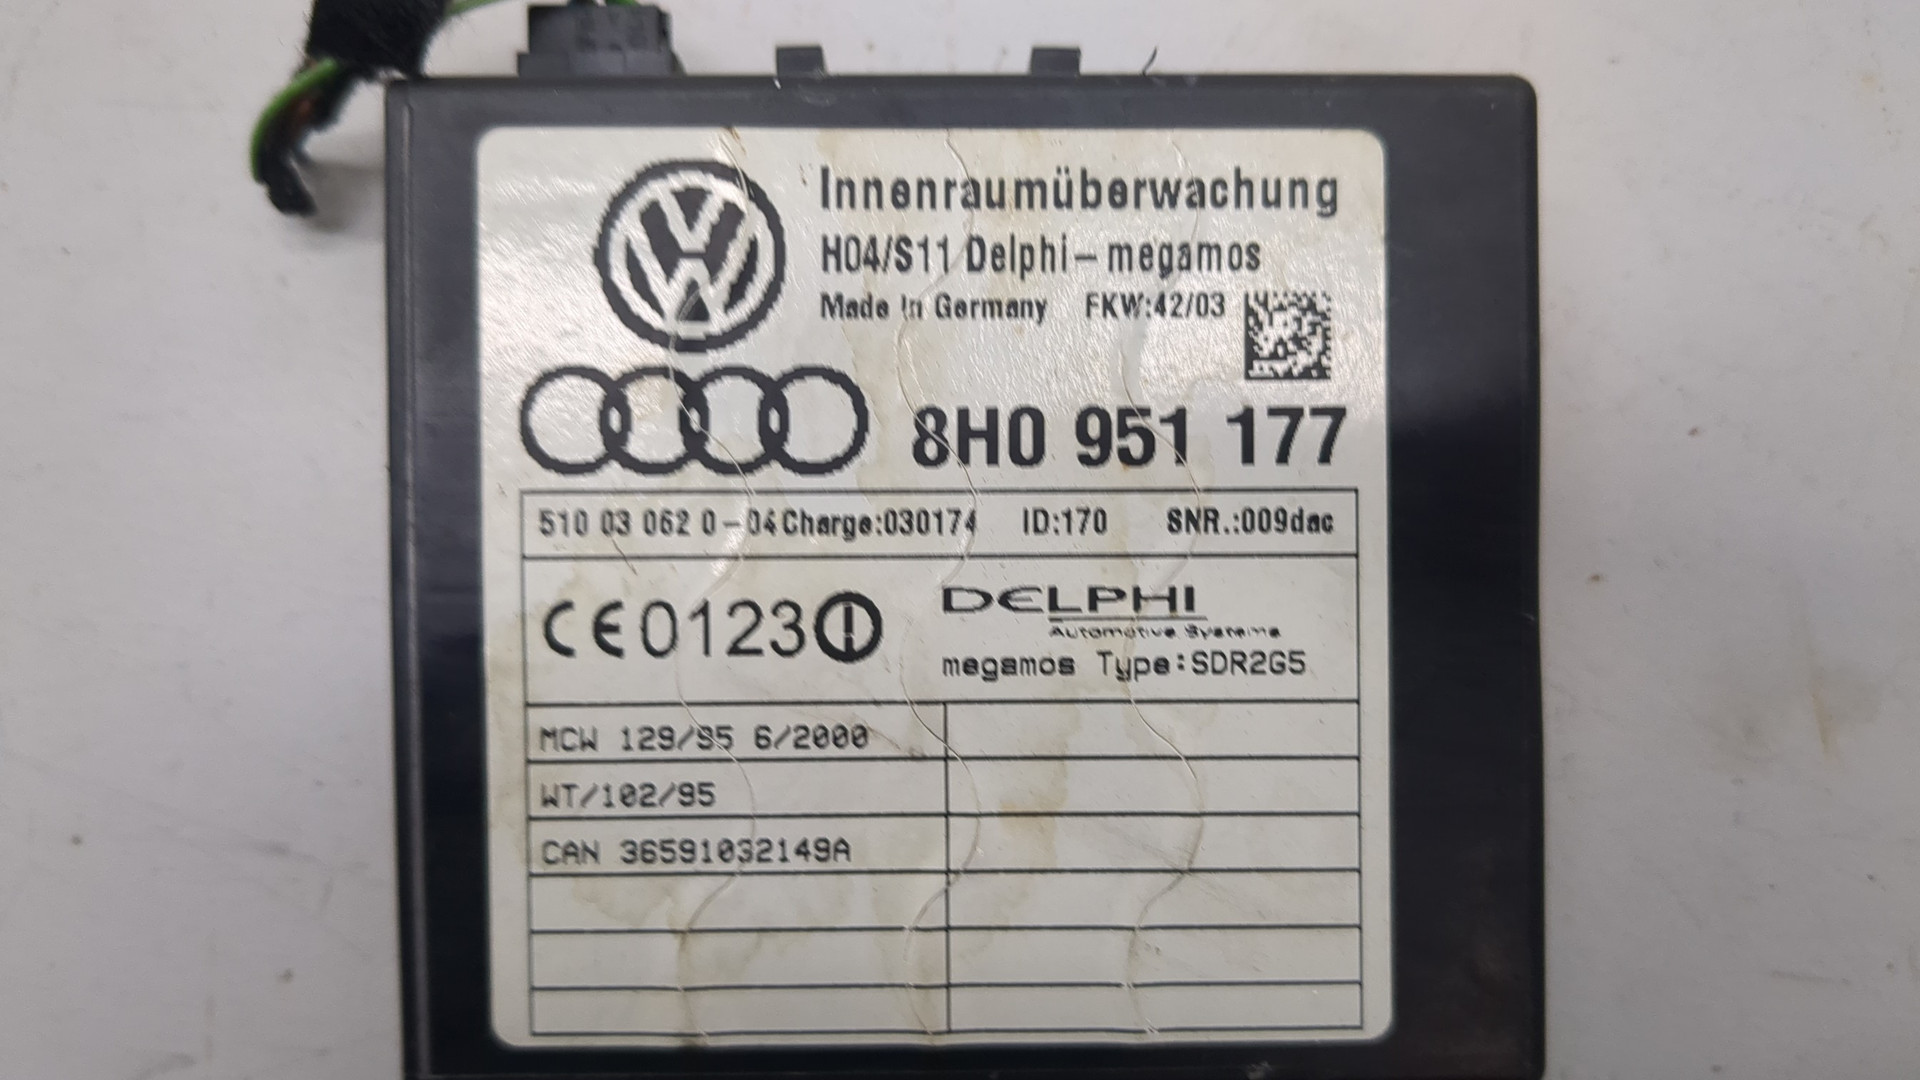 Innenraumüberwachung
H04/S11 Delphi-megamos
Made In Germany FKW:42/03
8H0 951 177
510 03 062 0-04 Charge:030174 ID:170 SNR.:009dac
CE0123
DELPHI
Automotive Systems
megamos Type:SDR2G5
MCW 129/95 6/2000
WT/102/95
CAN 36591032149A